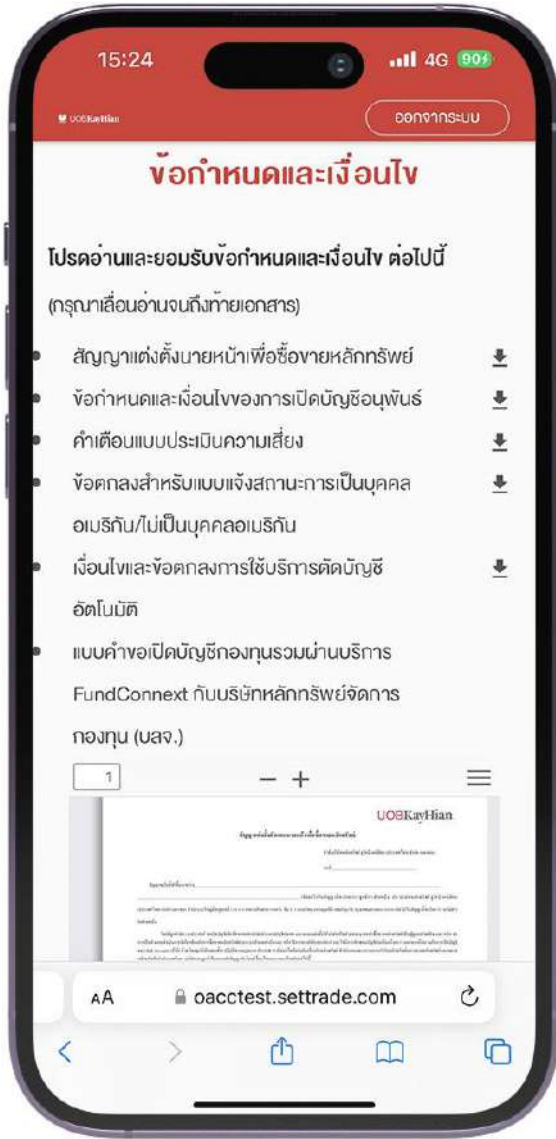 15:24
4G 90
UOBKayHian
ออกจากระบบ
ข้อกำหนดและเงื่อนไข
โปรดอ่านและยอมรับข้อกำหนดและเงื่อนไข ต่อไปนี้
(กรุณาเลื่อนอ่านจนถึงท้ายเอกสาร)
สัญญาแต่งตั้งนายหน้าเพื่อซื้อขายหลักทรัพย์
ข้อกำหนดและเงื่อนไขของการเปิดบัญชีอนุพันธ์
คำเตือนแบบประเมินความเสี่ยง
ข้อตกลงสำหรับแบบแจ้งสถานะการเป็นบุคคล
อเมริกัน/ไม่เป็นบุคคลอเมริกัน
เงื่อนไขและข้อตกลงการใช้บริการตัดบัญชี
อัตโนมัติ
แบบคำขอเปิดบัญชีกองทุนรวมผ่านบริการ
FundConnext กับบริษัทหลักทรัพย์จัดการ
กองทุน (บลจ.)
1
UOBKayHian
AA oacctest.settrade.com